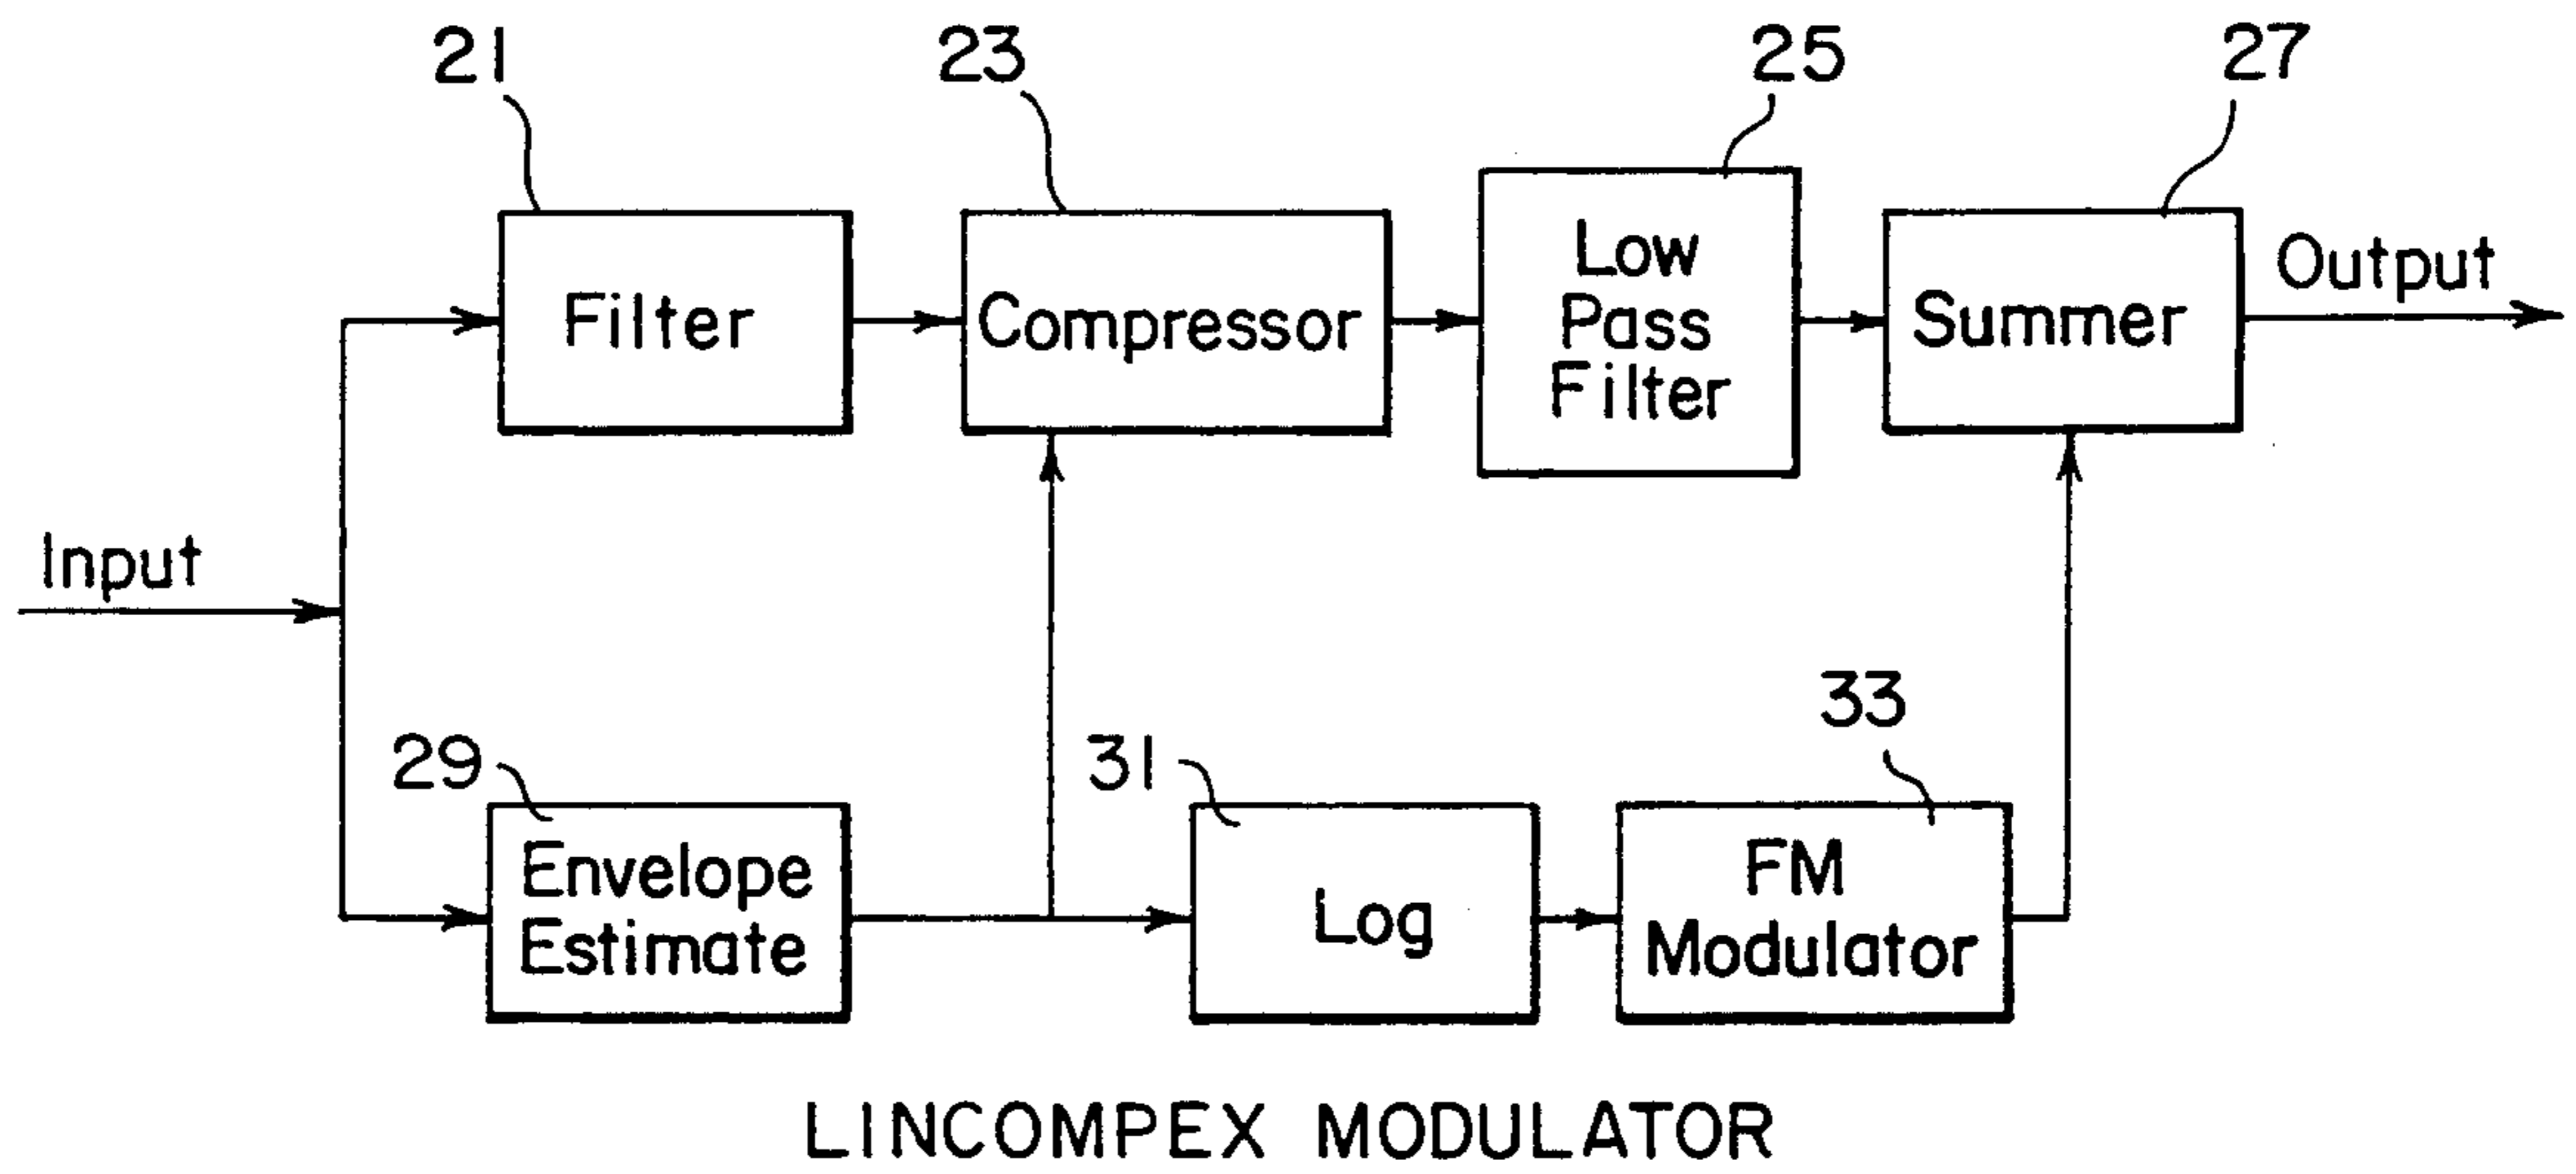 21
23
25
27
Filter
Compressor
Low
Pass
Filter
Summer
Output
Input
29
31
33
Envelope
Estimate
Log
FM
Modulator
LINCOMPEX MODULATOR